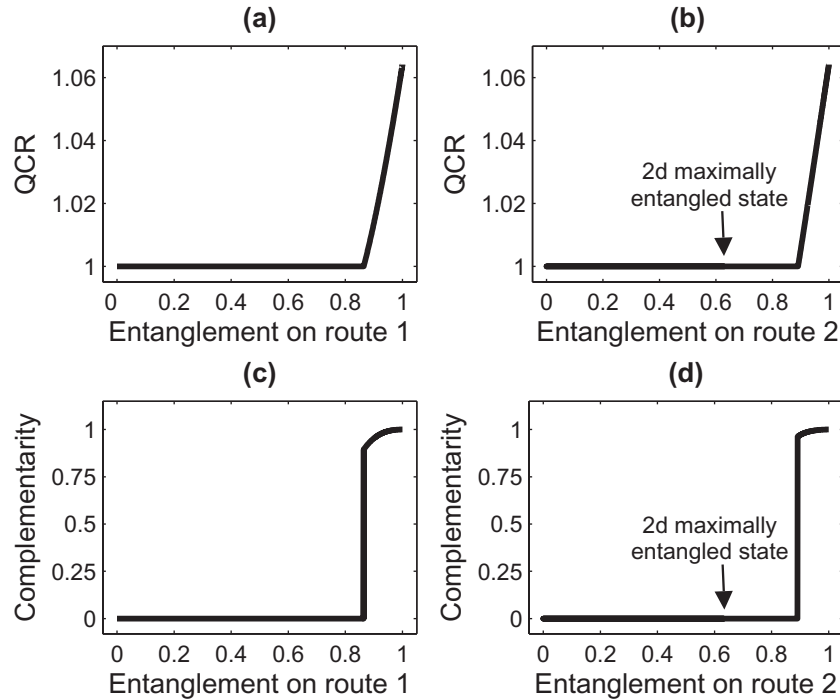 (a)
QCR
1.06
1.04
1.02
1
0 0.2 0.4 0.6 0.8 1
Entanglement on route 1
(b)
QCR
1.06
1.04
1.02
1
2d maximally
entangled state
0 0.2 0.4 0.6 0.8 1
Entanglement on route 2
(c)
Complementarity
1
0.75
0.5
0.25
0
0 0.2 0.4 0.6 0.8 1
Entanglement on route 1
(d)
Complementarity
1
0.75
0.5
0.25
0
2d maximally
entangled state
0 0.2 0.4 0.6 0.8 1
Entanglement on route 2